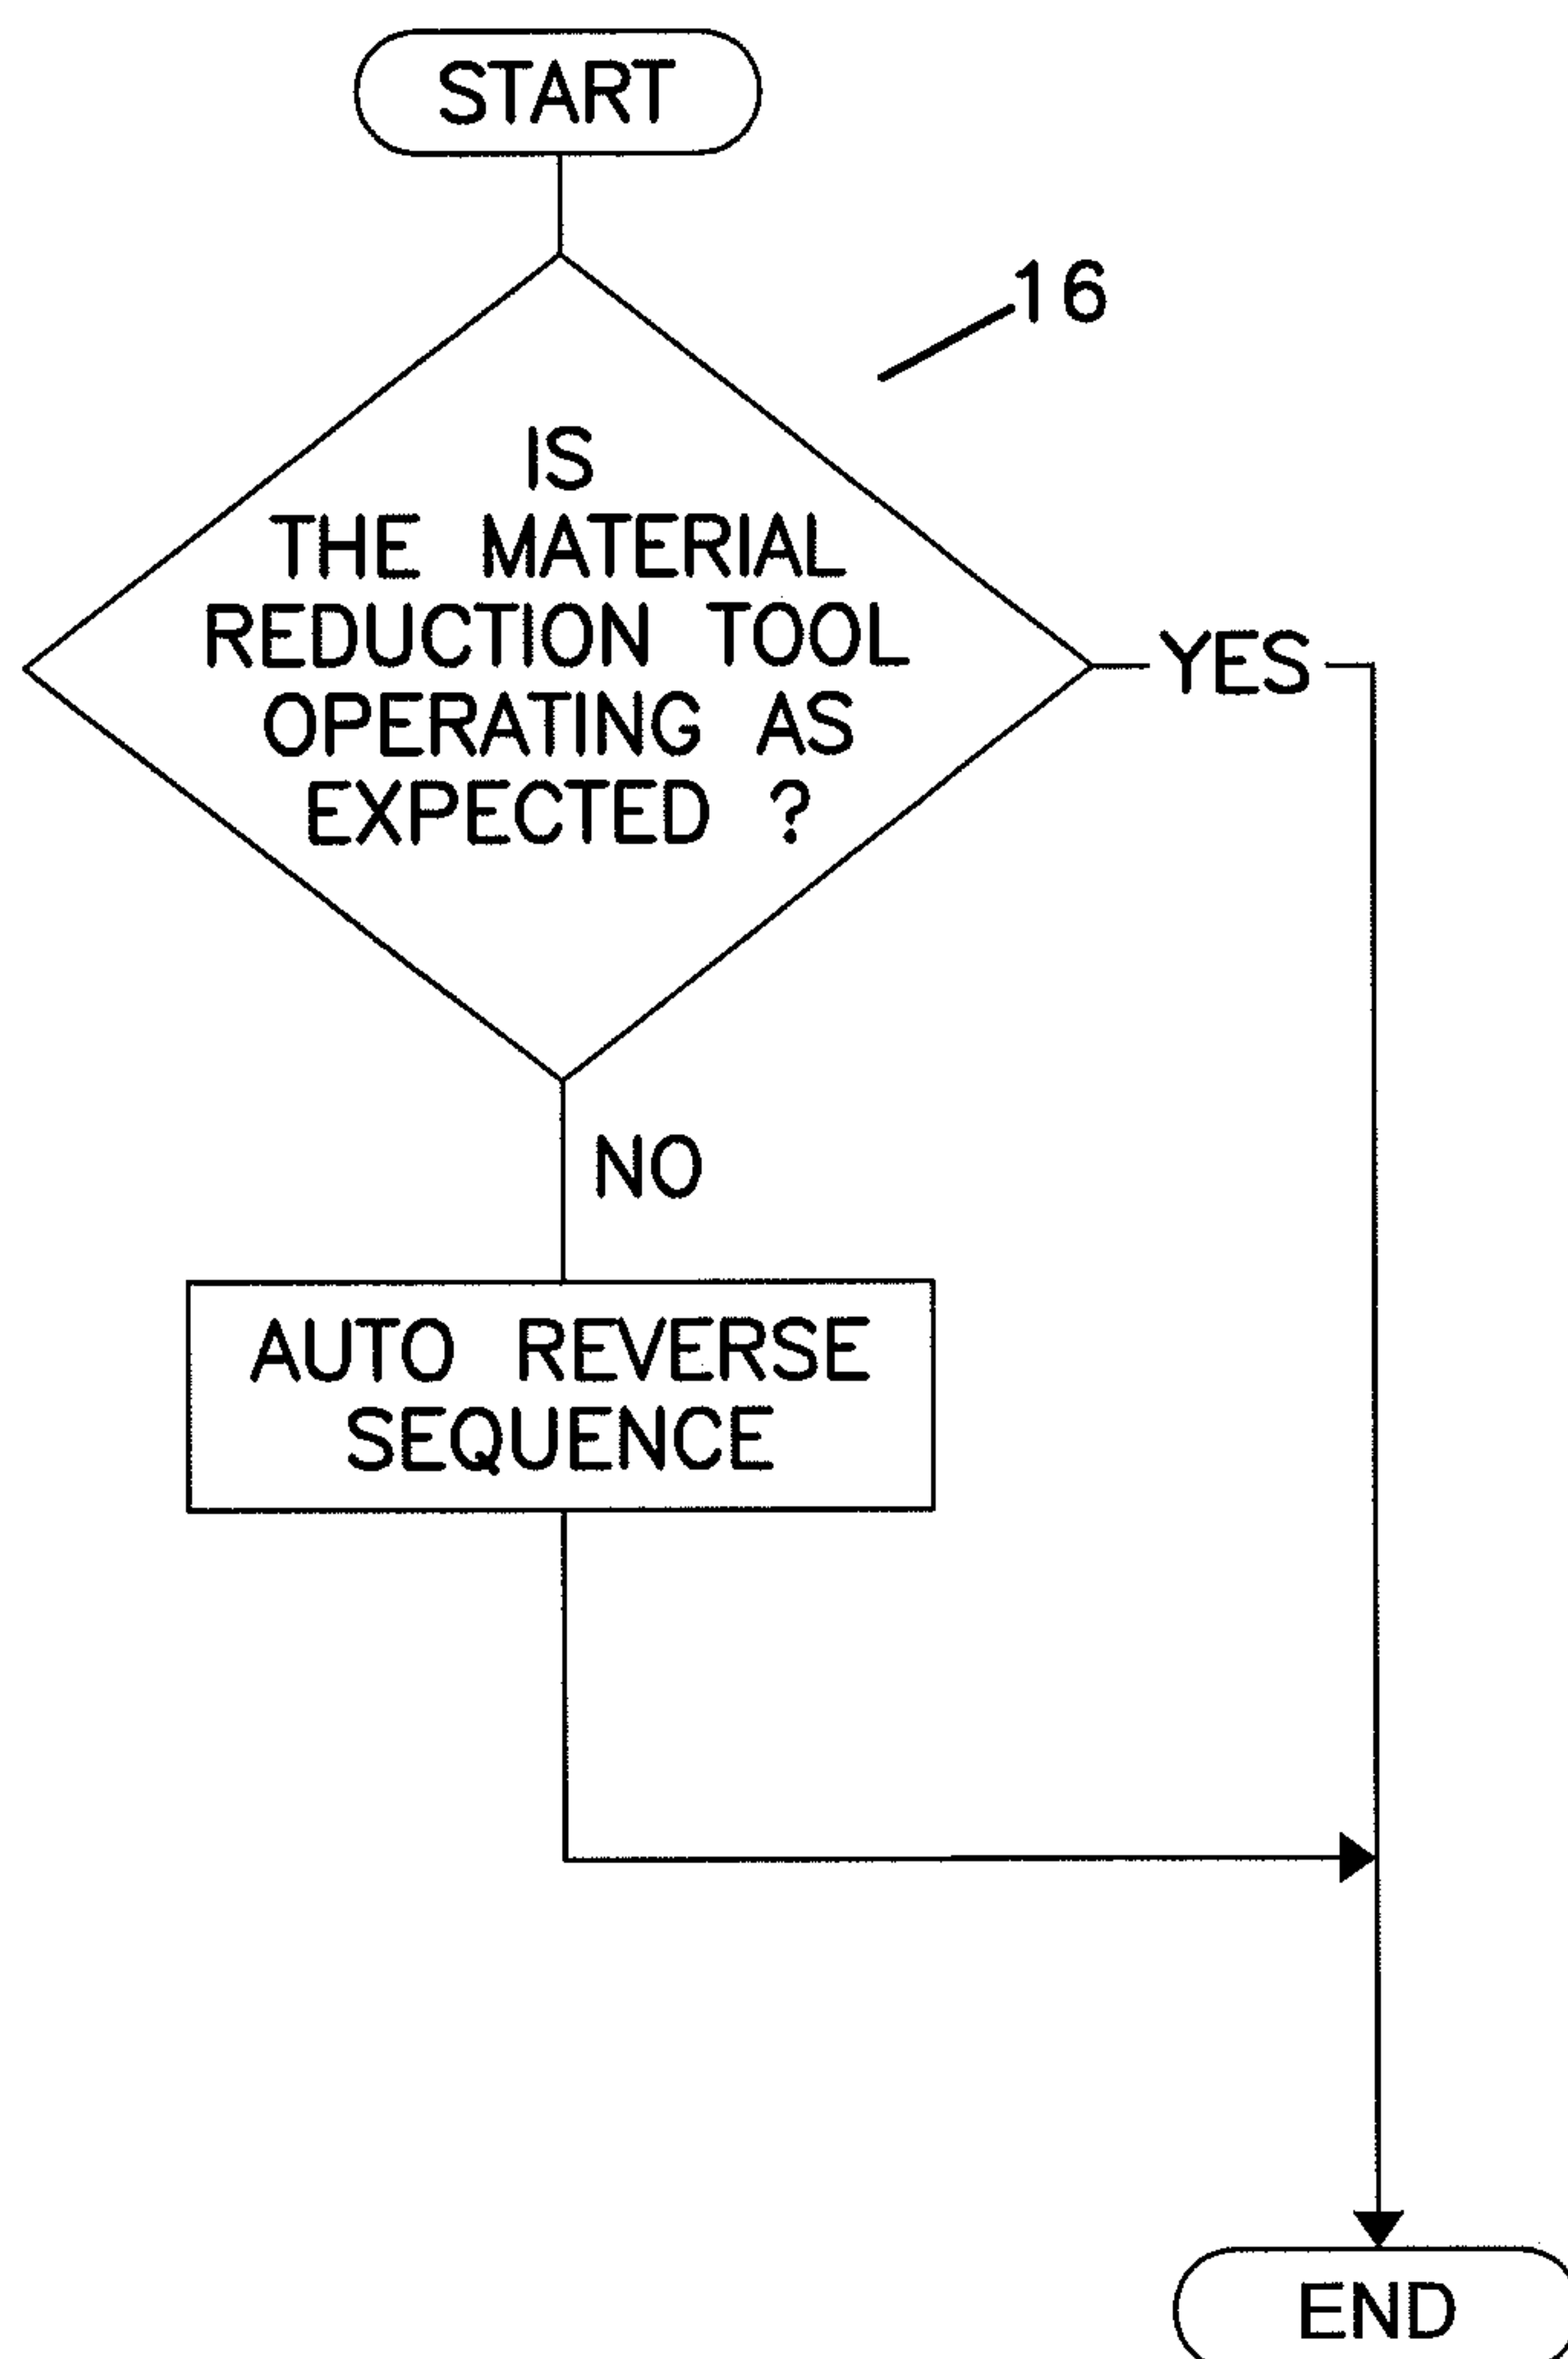 START
16
IS
THE MATERIAL
REDUCTION TOOL
OPERATING AS
EXPECTED ?
YES
NO
AUTO REVERSE
SEQUENCE
END